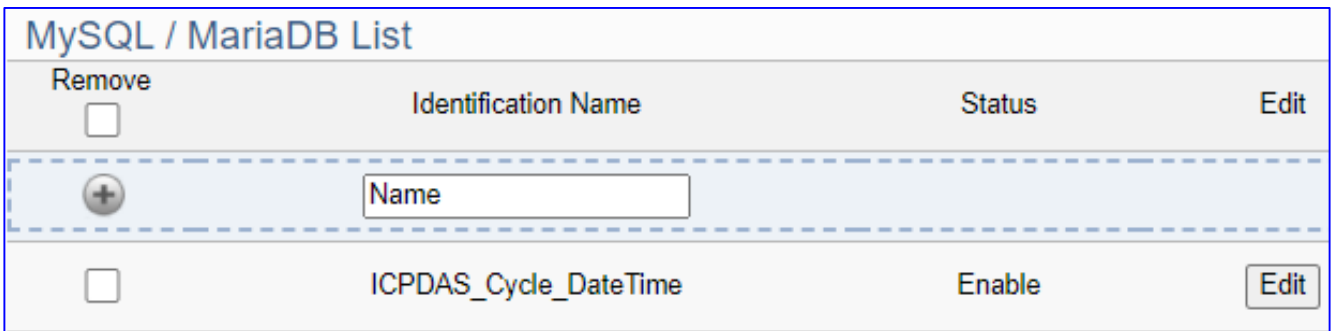 MySQL / MariaDB List
Remove Identification Name Status Edit
Name
ICPDAS_Cycle_DateTime Enable Edit